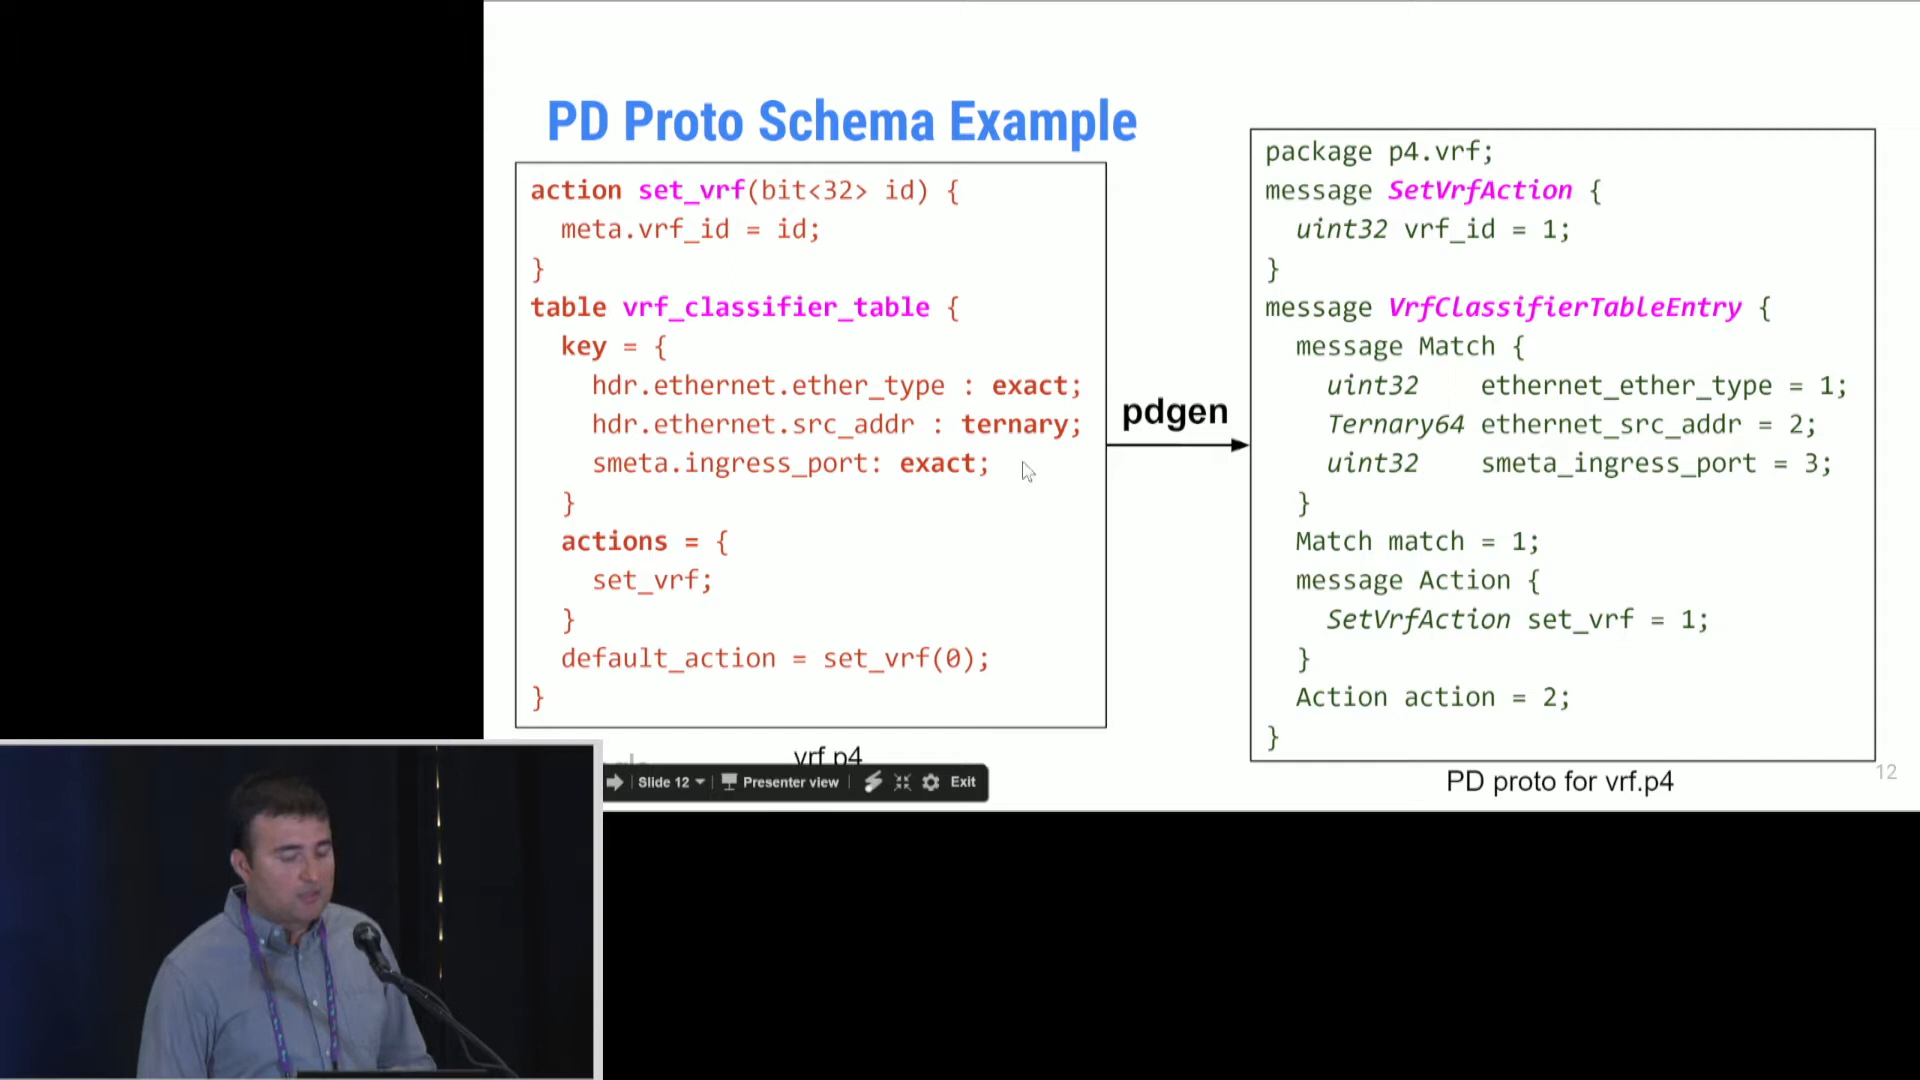 PD Proto Schema Example
action set_vrf(bit<32> id) {
meta.vrf_id = id;
}
table vrf_classifier_table {
key = {
hdr.ethernet.ether_type : exact;
hdr.ethernet.src_addr : ternary;
smeta.ingress_port: exact;
}
actions = {
set_vrf;
}
default_action = set_vrf(0);
}
vrf.p4
pdgen
package p4.vrf;
message SetVrfAction {
uint32 vrf_id = 1;
}
message VrfClassifierTableEntry {
message Match {
uint32 ethernet_ether_type = 1;
Ternary64 ethernet_src_addr = 2;
uint32 smeta_ingress_port = 3;
}
Match match = 1;
message Action {
SetVrfAction set_vrf = 1;
}
Action action = 2;
}
PD proto for vrf.p4
12
Slide 12
Presenter view
Exit